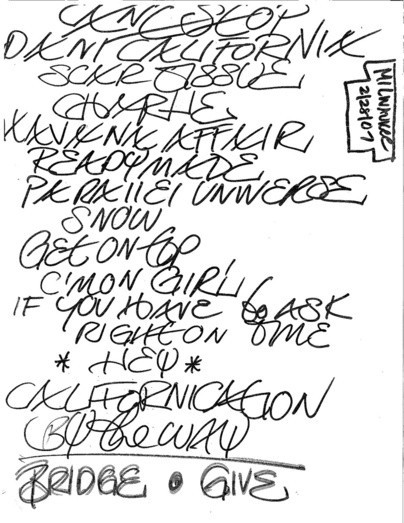 CANT STOP
DANI CALIFORNIA
SCAR TISSUE
CHARLIE
HAVANA AFFAIR
READYMADE
PARALLEL UNIVERSE
SNOW
GET ON TOP
C'MON GIRL
IF YOU HAVE TO ASK
RIGHT ON TIME
* HEY *
CALIFORNICATION
BY the WAY
BRIDGE • GIVE
Milwaukee
2/28/07